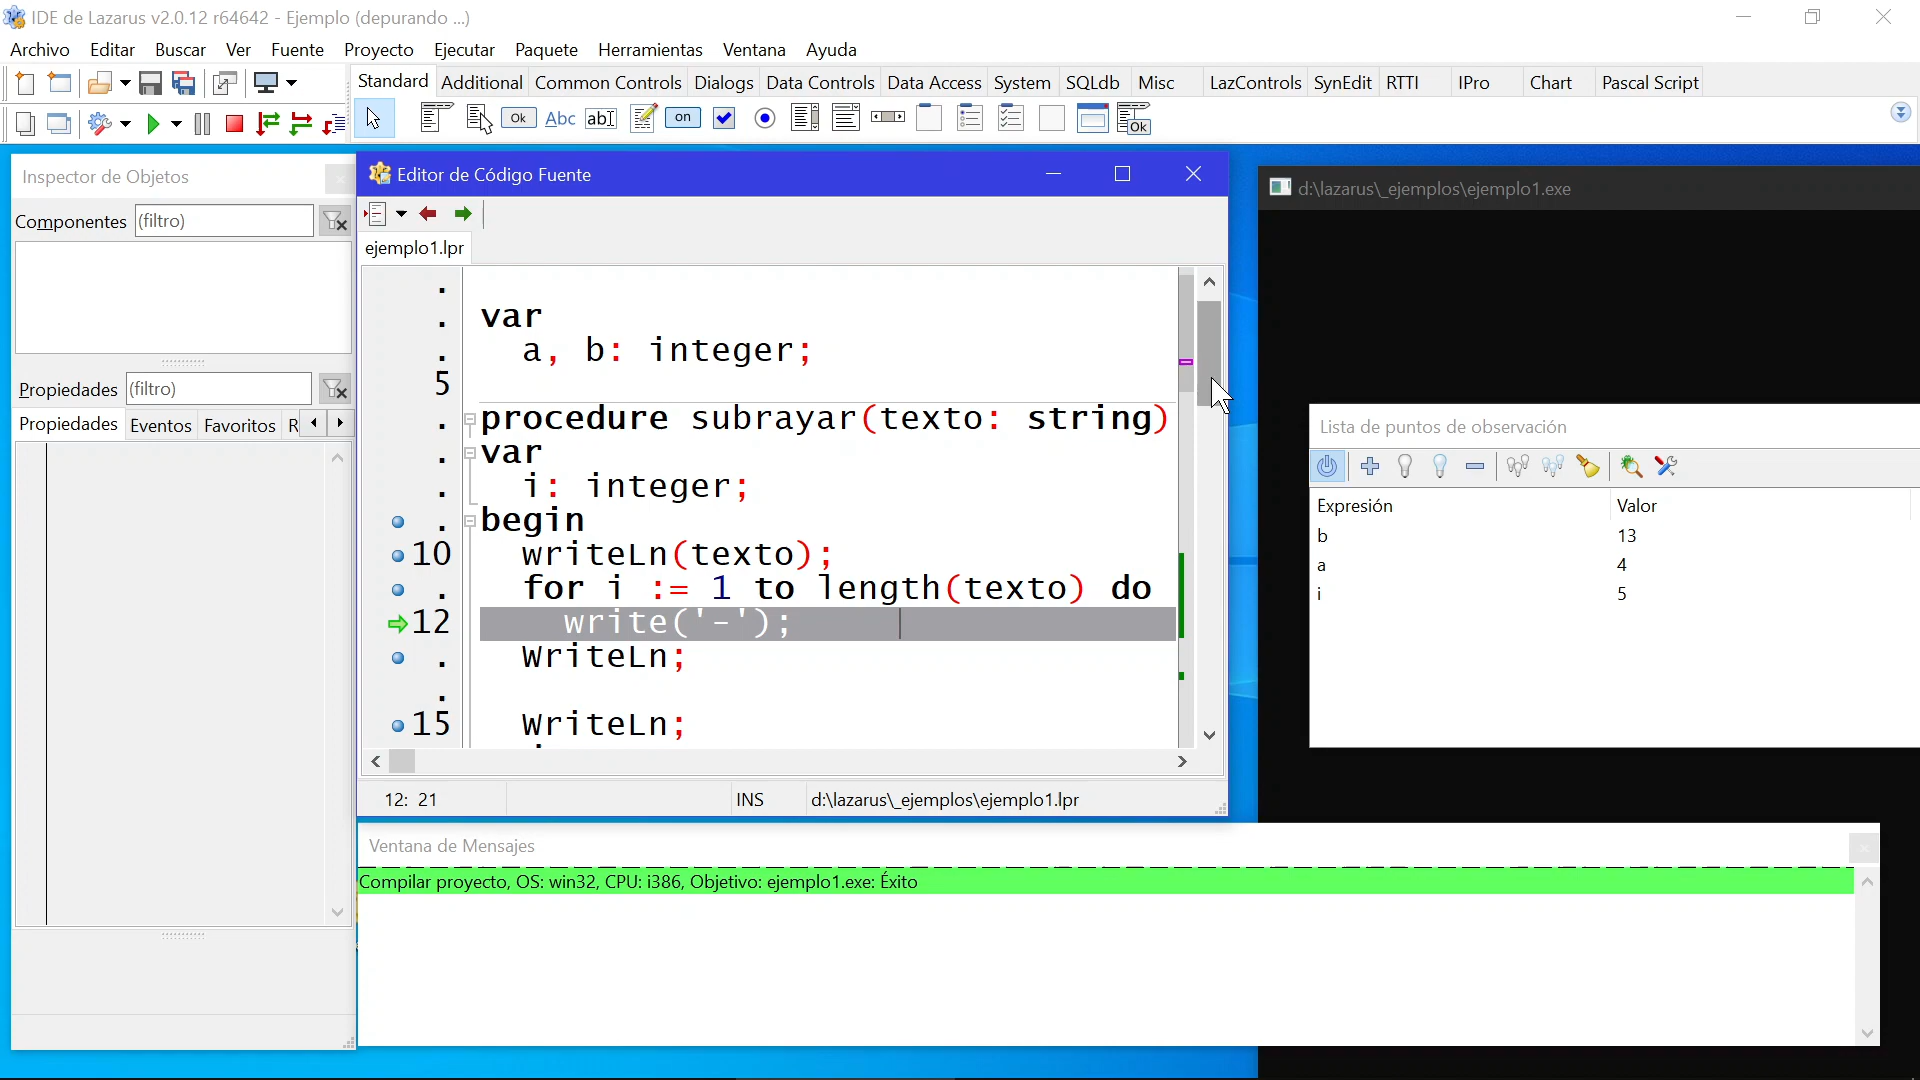 IDE de Lazarus v2.0.12 r64642 - Ejemplo (depurando ...)
Archivo Editar Buscar Ver Fuente Proyecto Ejecutar Paquete Herramientas Ventana Ayuda
Standard Additional Common Controls Dialogs Data Controls Data Access System SQLdb Misc LazControls SynEdit RTTI IPro Chart Pascal Script
Ok Abc ab on Ok
Inspector de Objetos
Componentes (filtro)
Propiedades (filtro)
Propiedades Eventos Favoritos R
Editor de Código Fuente
ejemplo1.lpr
.
. var
. a, b: integer;
5
. procedure subrayar(texto: string)
. var
. i: integer;
. begin
10 writeLn(texto);
. for i := 1 to length(texto) do
12 write('-');
. WriteLn;
.
15 WriteLn;
12: 21 INS d:\lazarus\_ejemplos\ejemplo1.lpr
d:\lazarus\_ejemplos\ejemplo1.exe
Lista de puntos de observación
Expresión Valor
b 13
a 4
i 5
Ventana de Mensajes
Compilar proyecto, OS: win32, CPU: i386, Objetivo: ejemplo1.exe: Éxito